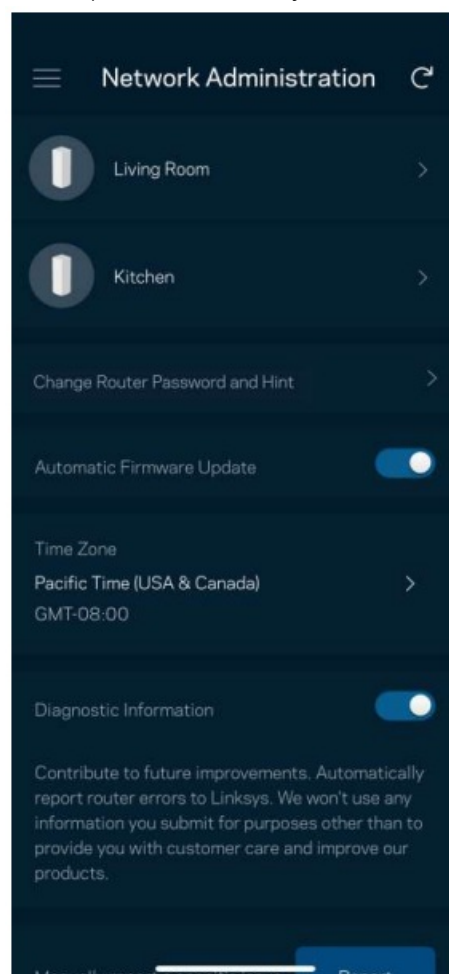 Network Administration
Living Room
Kitchen
Change Router Password and Hint
Automatic Firmware Update
Time Zone
Pacific Time (USA & Canada)
GMT-08:00
Diagnostic Information
Contribute to future improvements. Automatically
report router errors to Linksys. We won't use any
information you submit for purposes other than to
provide you with customer care and improve our
products.